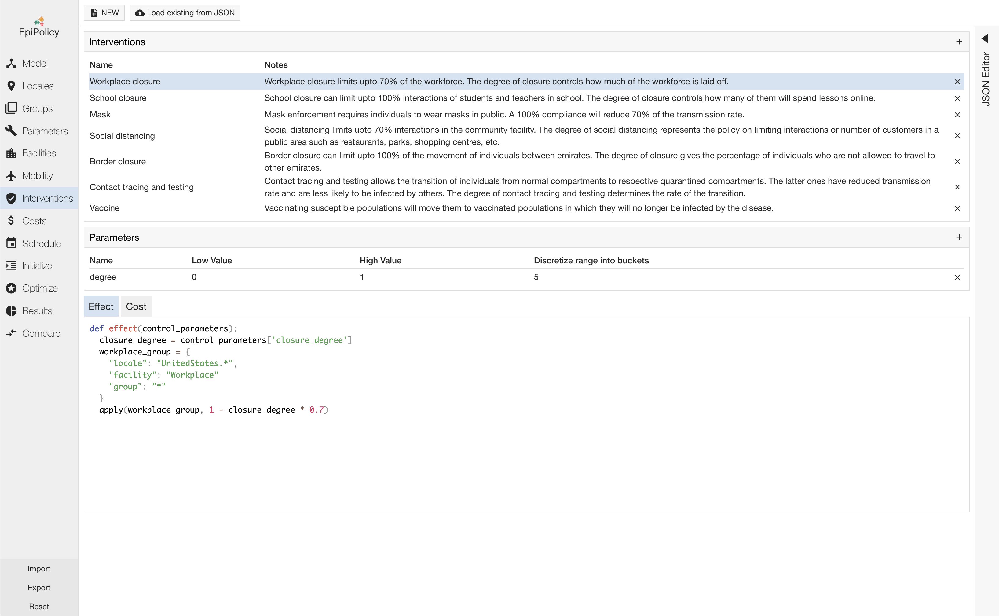 EpiPolicy
Model
Locales
Groups
Parameters
Facilities
Mobility
Interventions
Costs
Schedule
Initialize
Optimize
Results
Compare
Import
Export
Reset
NEW
Load existing from JSON
Interventions
Name Notes
Workplace closure Workplace closure limits upto 70% of the workforce. The degree of closure controls how much of the workforce is laid off.
School closure School closure can limit upto 100% interactions of students and teachers in school. The degree of closure controls how many of them will spend lessons online.
Mask Mask enforcement requires individuals to wear masks in public. A 100% compliance will reduce 70% of the transmission rate.
Social distancing Social distancing limits upto 70% interactions in the community facility. The degree of social distancing represents the policy on limiting interactions or number of customers in a
public area such as restaurants, parks, shopping centres, etc.
Border closure Border closure can limit upto 100% of the movement of individuals between emirates. The degree of closure gives the percentage of individuals who are not allowed to travel to
other emirates.
Contact tracing and testing Contact tracing and testing allows the transition of individuals from normal compartments to respective quarantined compartments. The latter ones have reduced transmission
rate and are less likely to be infected by others. The degree of contact tracing and testing determines the rate of the transition.
Vaccine Vaccinating susceptible populations will move them to vaccinated populations in which they will no longer be infected by the disease.
Parameters
Name Low Value High Value Discretize range into buckets
degree 0 1 5
Effect Cost
def effect(control_parameters):
closure_degree = control_parameters['closure_degree']
workplace_group = {
"locale": "UnitedStates.*",
"facility": "Workplace"
"group": "*"
}
apply(workplace_group, 1 - closure_degree * 0.7)
JSON Editor